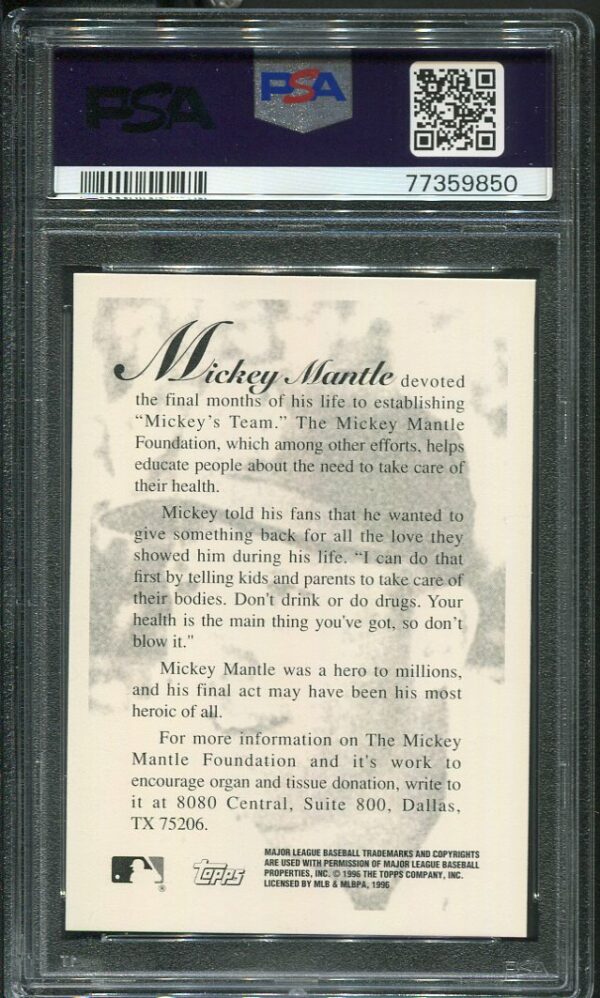 PSA
PSA
77359850
Mickey Mantle devoted
the final months of his life to establishing
“Mickey’s Team.” The Mickey Mantle
Foundation, which among other efforts, helps
educate people about the need to take care of
their health.
Mickey told his fans that he wanted to
give something back for all the love they
showed him during his life. “I can do that
first by telling kids and parents to take care of
their bodies. Don’t drink or do drugs. Your
health is the main thing you've got, so don’t
blow it."
Mickey Mantle was a hero to millions,
and his final act may have been his most
heroic of all.
For more information on The Mickey
Mantle Foundation and it's work to
encourage organ and tissue donation, write to
it at 8080 Central, Suite 800, Dallas,
TX 75206.
MAJOR LEAGUE BASEBALL TRADEMARKS AND COPYRIGHTS
ARE USED WITH PERMISSION OF MAJOR LEAGUE BASEBALL
PROPERTIES, INC. © 1996 THE TOPPS COMPANY, INC.
LICENSED BY MLB & MLBPA, 1996
®
Topps
PSA